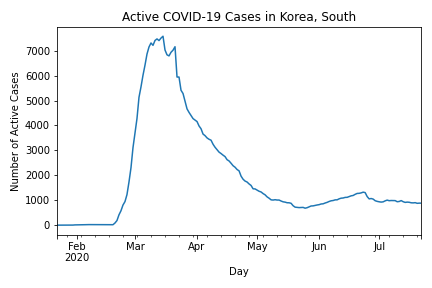 Active COVID-19 Cases in Korea, South
Number of Active Cases
7000
6000
5000
4000
3000
2000
1000
0
Feb
2020
Mar
Apr
May
Jun
Jul
Day